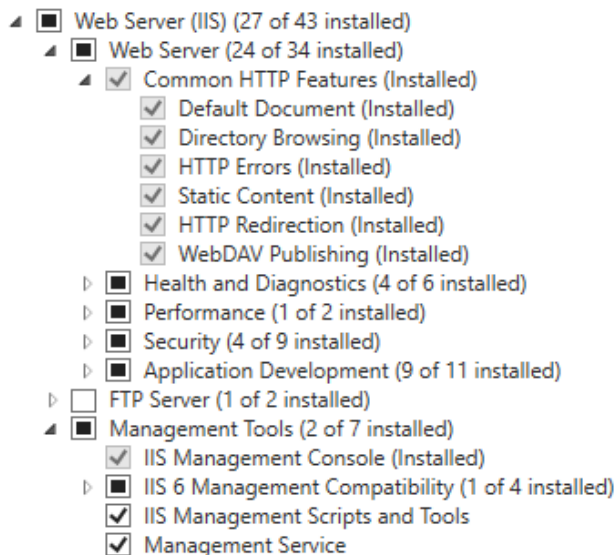 Web Server (IIS) (27 of 43 installed)
Web Server (24 of 34 installed)
Common HTTP Features (Installed)
Default Document (Installed)
Directory Browsing (Installed)
HTTP Errors (Installed)
Static Content (Installed)
HTTP Redirection (Installed)
WebDAV Publishing (Installed)
Health and Diagnostics (4 of 6 installed)
Performance (1 of 2 installed)
Security (4 of 9 installed)
Application Development (9 of 11 installed)
FTP Server (1 of 2 installed)
Management Tools (2 of 7 installed)
IIS Management Console (Installed)
IIS 6 Management Compatibility (1 of 4 installed)
IIS Management Scripts and Tools
Management Service